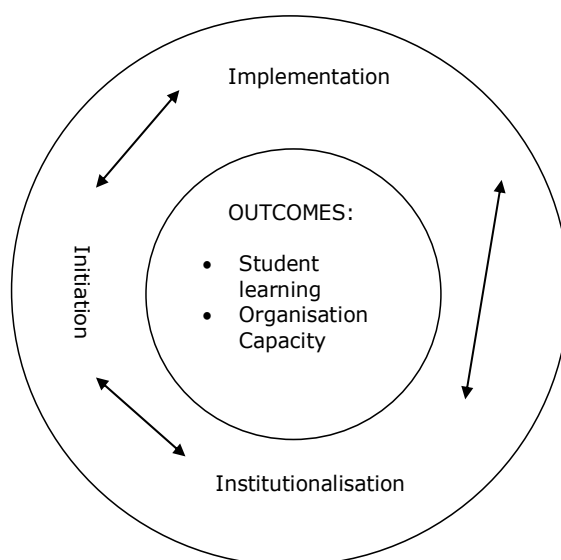 Implementation
OUTCOMES:
• Student
learning
• Organisation
Capacity
Initiation
Institutionalisation